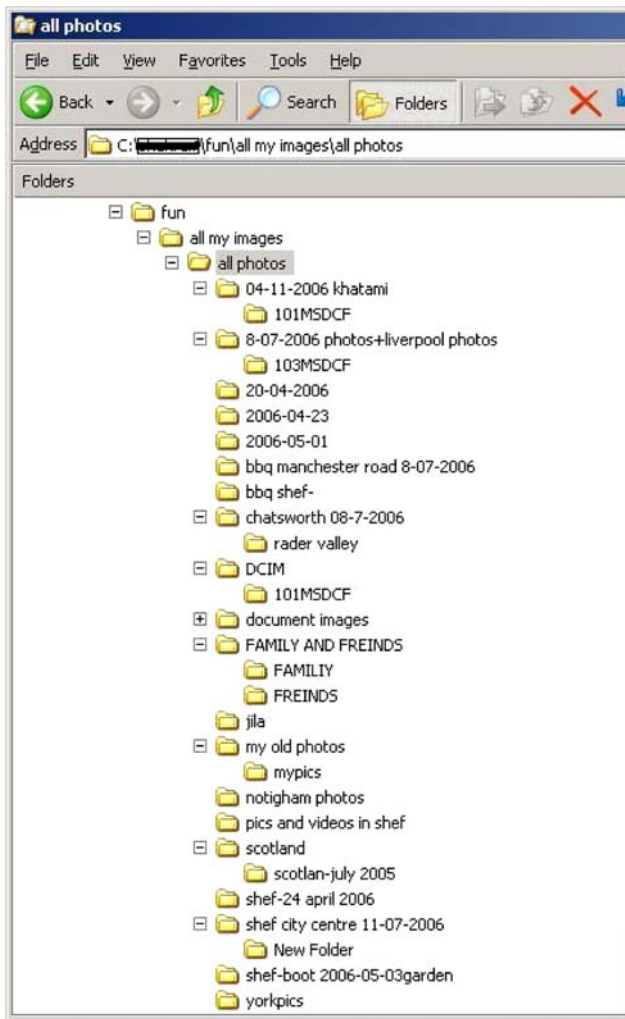 all photos
File Edit View Favorites Tools Help
Back Search Folders
Address C:\ \fun\all my images\all photos
Folders
fun
all my images
all photos
04-11-2006 khatami
101MSDCF
8-07-2006 photos+liverpool photos
103MSDCF
20-04-2006
2006-04-23
2006-05-01
bbq manchester road 8-07-2006
bbq shef-
chatsworth 08-7-2006
rader valley
DCIM
101MSDCF
document images
FAMILY AND FREINDS
FAMILIY
FREINDS
jila
my old photos
mypics
notigham photos
pics and videos in shef
scotland
scotlan-july 2005
shef-24 april 2006
shef city centre 11-07-2006
New Folder
shef-boot 2006-05-03garden
yorkpics